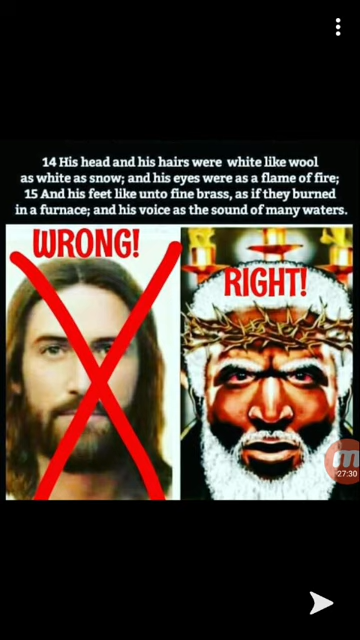 14 His head and his hairs were white like wool
as white as snow; and his eyes were as a flame of fire;
15 And his feet like unto fine brass, as if they burned
in a furnace; and his voice as the sound of many waters.
WRONG!
RIGHT!
m
27:30